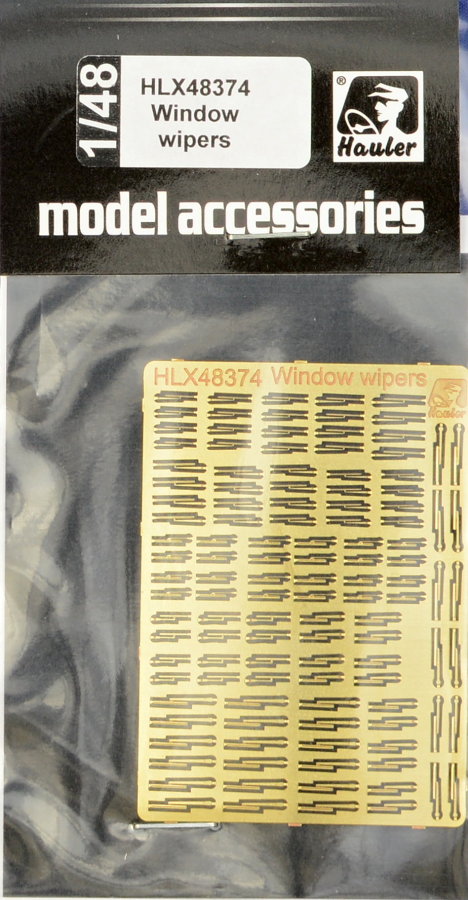 1/48
HLX48374
Window
wipers
®
Hauler
model accessories
HLX48374 Window wipers
Hauler